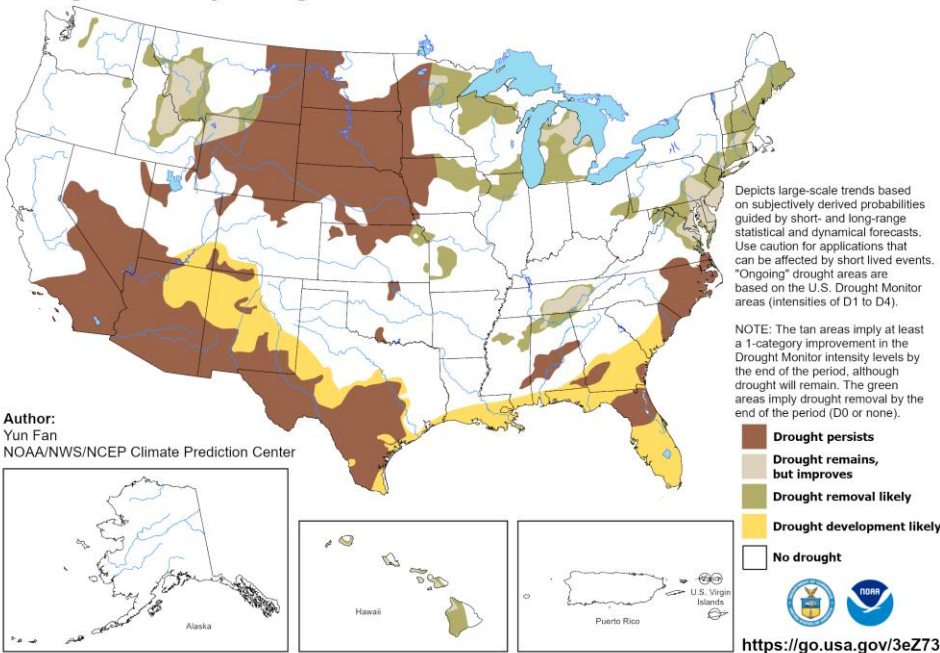 Depicts large-scale trends based
on subjectively derived probabilities
guided by short- and long-range
statistical and dynamical forecasts.
Use caution for applications that
can be affected by short lived events.
"Ongoing" drought areas are
based on the U.S. Drought Monitor
areas (intensities of D1 to D4).
NOTE: The tan areas imply at least
a 1-category improvement in the
Drought Monitor intensity levels by
the end of the period, although
drought will remain. The green
areas imply drought removal by the
end of the period (D0 or none).
Author:
Yun Fan
NOAA/NWS/NCEP Climate Prediction Center
Drought persists
Drought remains,
but improves
Drought removal likely
Drought development likely
No drought
Alaska
Hawaii
Puerto Rico
U.S. Virgin
Islands
NOAA
https://go.usa.gov/3eZ73